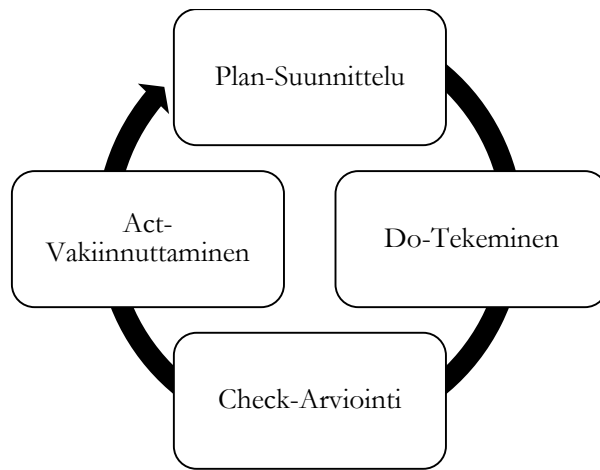 Plan-Suunnittelu
Do-Tekeminen
Check-Arviointi
Act-
Vakiinnuttaminen